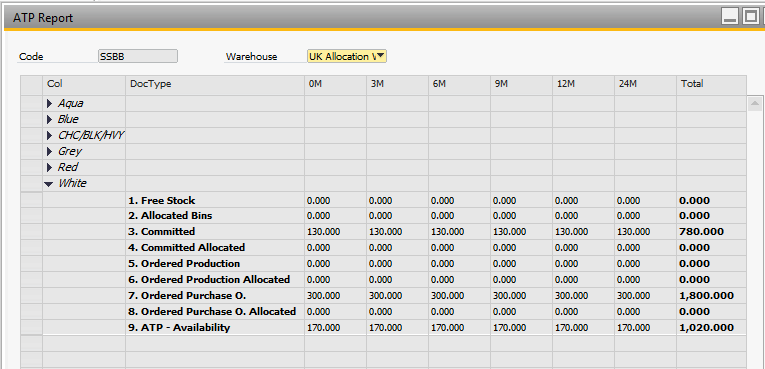 ATP Report
Code SSBB Warehouse UK Allocation
Col DocType 0M 3M 6M 9M 12M 24M Total
Aqua
Blue
CHC/BLK/HVY
Grey
Red
White
1. Free Stock 0.000 0.000 0.000 0.000 0.000 0.000 0.000
2. Allocated Bins 0.000 0.000 0.000 0.000 0.000 0.000 0.000
3. Committed 130.000 130.000 130.000 130.000 130.000 130.000 780.000
4. Committed Allocated 0.000 0.000 0.000 0.000 0.000 0.000 0.000
5. Ordered Production 0.000 0.000 0.000 0.000 0.000 0.000 0.000
6. Ordered Production Allocated 0.000 0.000 0.000 0.000 0.000 0.000 0.000
7. Ordered Purchase O. 300.000 300.000 300.000 300.000 300.000 300.000 1,800.000
8. Ordered Purchase O. Allocated 0.000 0.000 0.000 0.000 0.000 0.000 0.000
9. ATP - Availability 170.000 170.000 170.000 170.000 170.000 170.000 1,020.000